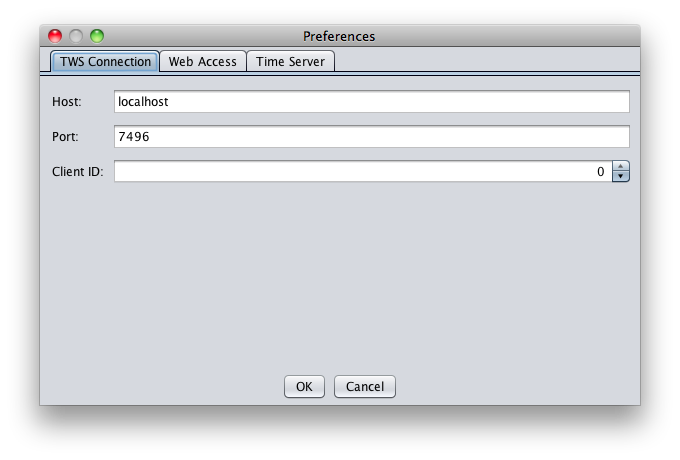 Preferences
TWS Connection Web Access Time Server
Host: localhost
Port: 7496
Client ID: 0
OK Cancel